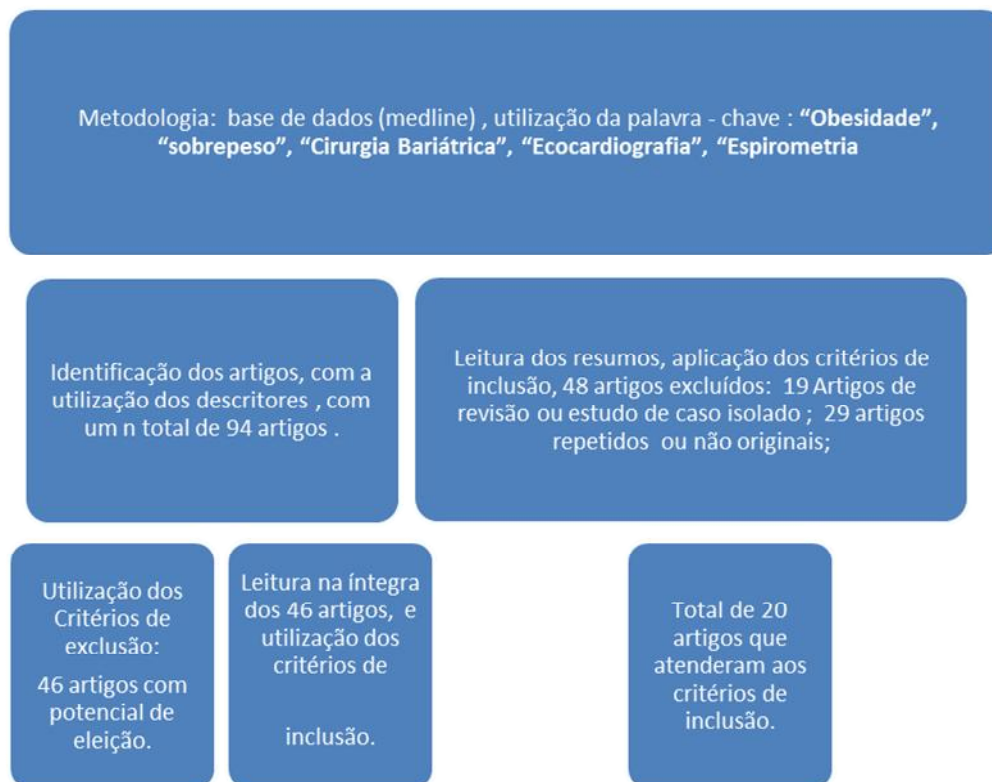 Metodologia:  base de dados (medline) , utilização da palavra - chave : “Obesidade”,
“sobrepeso”, “Cirurgia Bariátrica”, “Ecocardiografia”, “Espirometria
Identificação dos artigos, com a
utilização dos descritores , com
um n total de 94 artigos .
Leitura dos resumos, aplicação dos critérios de
inclusão, 48 artigos excluídos:  19 Artigos de
revisão ou estudo de caso isolado ;  29 artigos
repetidos  ou não originais;
Utilização dos
Critérios de
exclusão:
46 artigos com
potencial de
eleição.
Leitura na íntegra
dos 46 artigos,  e
utilização dos
critérios de
inclusão.
Total de 20
artigos que
atenderam aos
critérios de
inclusão.